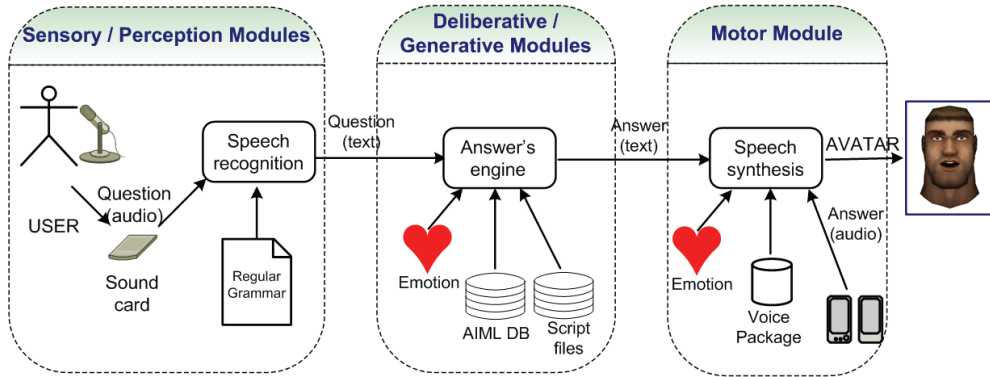 Sensory / Perception Modules
Deliberative /
Generative Modules
Motor Module
USER
Question
(audio)
Sound
card
Speech
recognition
Regular
Grammar
Question
(text)
Answer's
engine
Emotion
AIML DB
Script
files
Answer
(text)
Speech
synthesis
Emotion
Voice
Package
Answer
(audio)
AVATAR